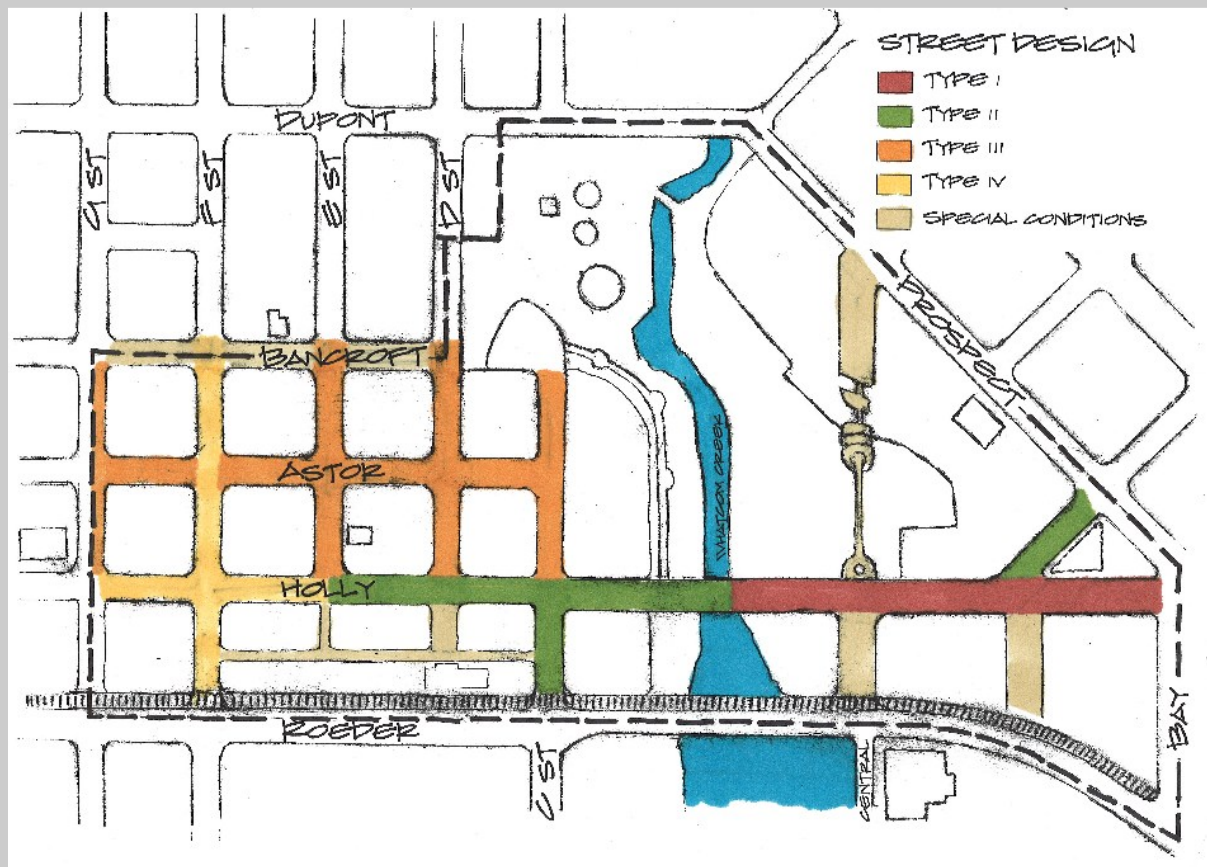 STREET DESIGN
TYPE I
TYPE II
TYPE III
TYPE IV
SPECIAL CONDITIONS
DUPONT
G ST
F ST
E ST
D ST
PROSPECT
BANCROFT
WHATCOM CREEK
ASTOR
HOLLY
BAY
ROEDER
C ST
CENTRAL